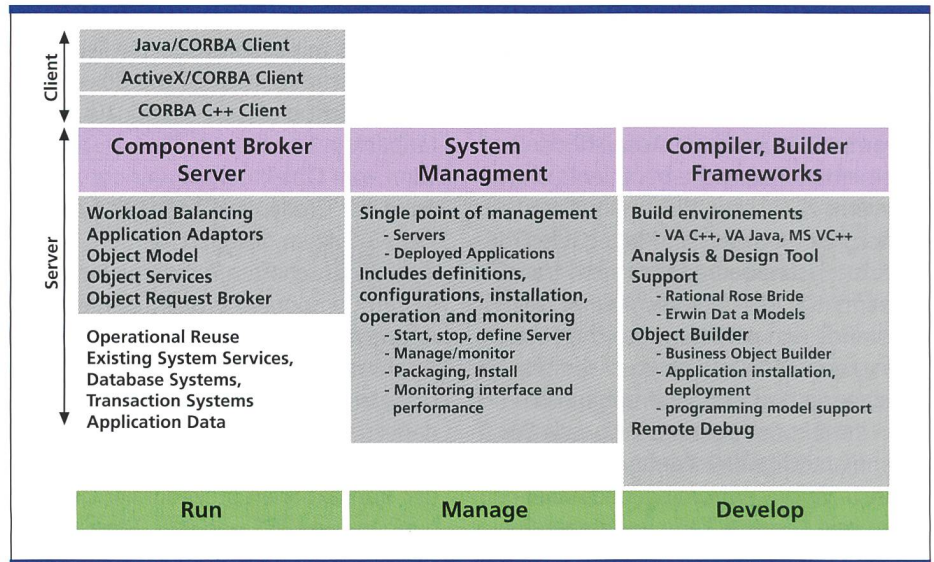 Client
Java/CORBA Client
ActiveX/CORBA Client
CORBA C++ Client
Server
Component Broker
Server
Workload Balancing
Application Adaptors
Object Model
Object Services
Object Request Broker
Operational Reuse
Existing System Services,
Database Systems,
Transaction Systems
Application Data
Run
System
Managment
Single point of management
- Servers
- Deployed Applications
Includes definitions,
configurations, installation,
operation and monitoring
- Start, stop, define Server
- Manage/monitor
- Packaging, Install
- Monitoring interface and
performance
Manage
Compiler, Builder
Frameworks
Build environements
- VA C++, VA Java, MS VC++
Analysis & Design Tool
Support
- Rational Rose Bride
- Erwin Dat a Models
Object Builder
- Business Object Builder
- Application installation,
deployment
- programming model support
Remote Debug
Develop